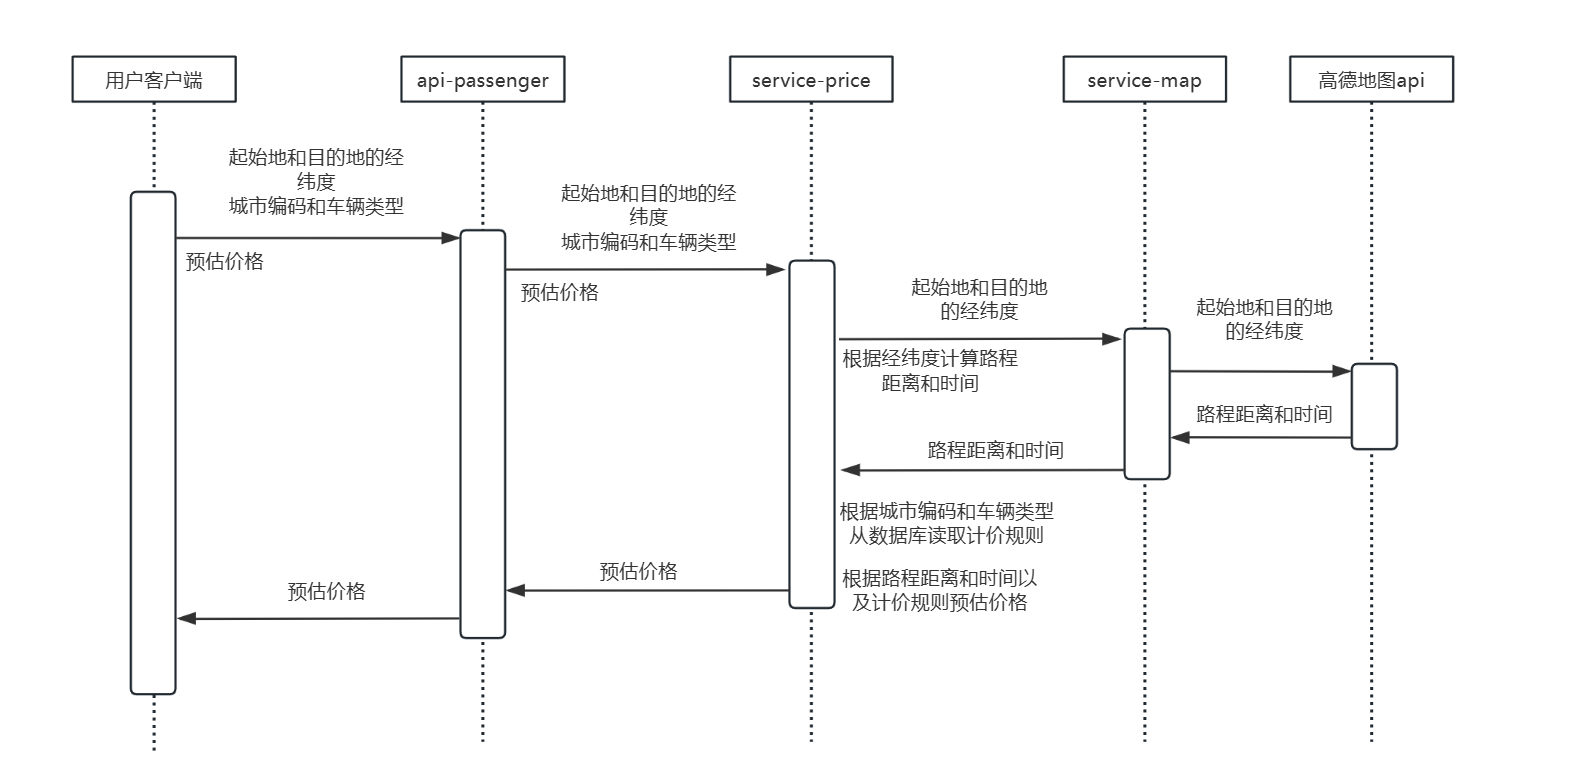 用户客户端
api-passenger
service-price
service-map
高德地图api
起始地和目的地的经
纬度
城市编码和车辆类型
预估价格
起始地和目的地的经
纬度
城市编码和车辆类型
预估价格
起始地和目的地
的经纬度
根据经纬度计算路程
距离和时间
起始地和目的地
的经纬度
路程距离和时间
路程距离和时间
根据城市编码和车辆类型
从数据库读取计价规则
根据路程距离和时间以
及计价规则预估价格
预估价格
预估价格